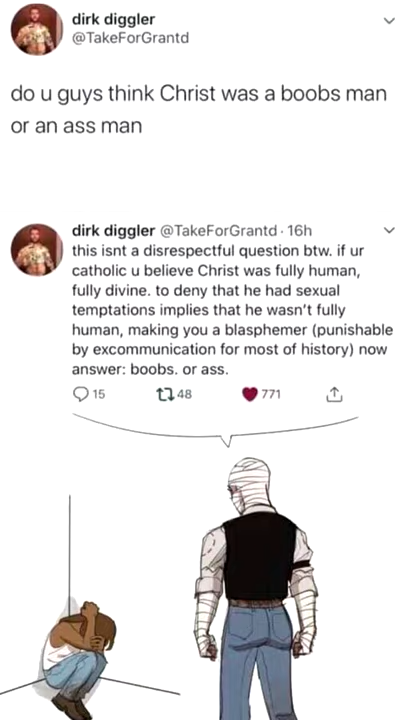 dirk diggler
@TakeForGrantd
do u guys think Christ was a boobs man
or an ass man
dirk diggler @TakeForGrantd · 16h
this isnt a disrespectful question btw. if ur
catholic u believe Christ was fully human,
fully divine. to deny that he had sexual
temptations implies that he wasn't fully
human, making you a blasphemer (punishable
by excommunication for most of history) now
answer: boobs. or ass.
15 48 771